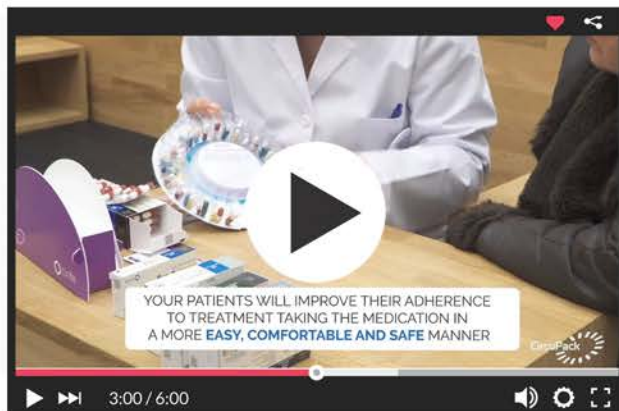 YOUR PATIENTS WILL IMPROVE THEIR ADHERENCE
TO TREATMENT TAKING THE MEDICATION IN
A MORE EASY, COMFORTABLE AND SAFE MANNER
CircuPack
3:00 / 6:00